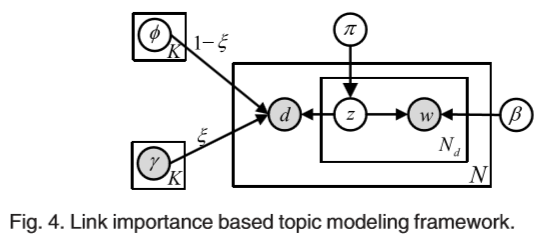 ϕ
K
1−ξ
π
d
z
w
β
ξ
γ
K
N_d
N
Fig. 4. Link importance based topic modeling framework.